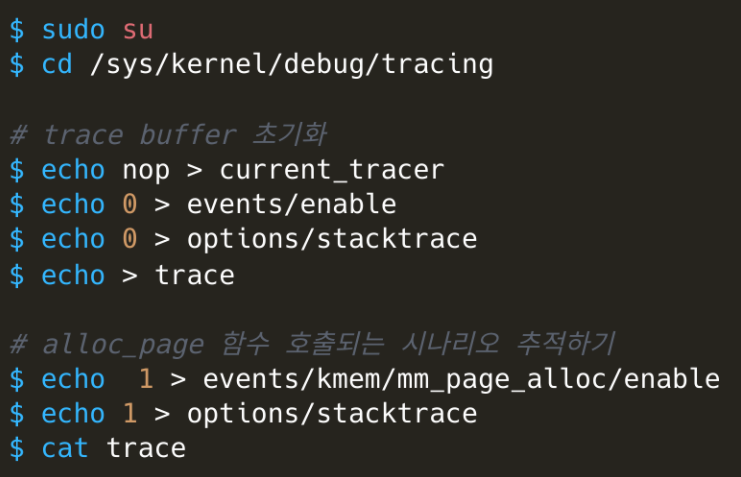 $ sudo su
$ cd /sys/kernel/debug/tracing
# trace buffer 초기화
$ echo nop > current_tracer
$ echo 0 > events/enable
$ echo 0 > options/stacktrace
$ echo > trace
# alloc_page 함수 호출되는 시나리오 추적하기
$ echo  1 > events/kmem/mm_page_alloc/enable
$ echo 1 > options/stacktrace
$ cat trace